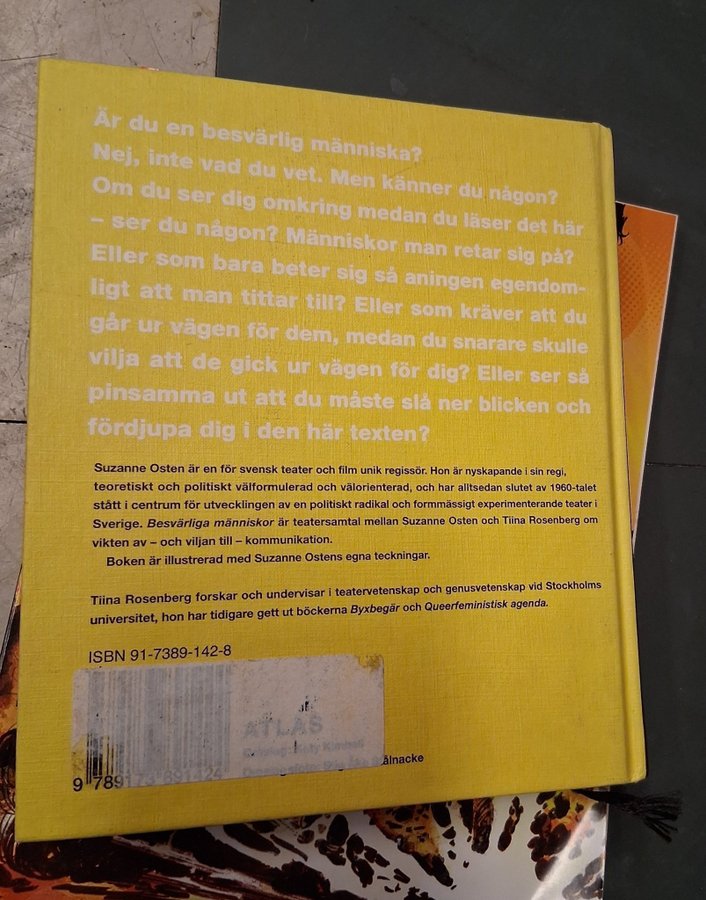 Är du en besvärlig människa?
Nej, inte vad du vet. Men känner du någon?
Om du ser dig omkring medan du läser det här
– ser du någon? Människor man retar sig på?
Eller som bara beter sig så aningen egendom-
ligt att man tittar till? Eller som kräver att du
går ur vägen för dem, medan du snarare skulle
vilja att de gick ur vägen för dig? Eller ser så
pinsamma ut att du måste slå ner blicken och
fördjupa dig i den här texten?
Suzanne Osten är en för svensk teater och film unik regissör. Hon är nyskapande i sin regi,
teoretiskt och politiskt välformulerad och välorienterad, och har alltsedan slutet av 1960-talet
stått i centrum för utvecklingen av en politiskt radikal och formmässigt experimenterande teater i
Sverige. Besvärliga människor är teatersamtal mellan Suzanne Osten och Tiina Rosenberg om
vikten av – och viljan till – kommunikation.
Boken är illustrerad med Suzanne Ostens egna teckningar.
Tiina Rosenberg forskar och undervisar i teatervetenskap och genusvetenskap vid Stockholms
universitet, hon har tidigare gett ut böckerna Byxbegär och Queerfeministisk agenda.
ISBN 91-7389-142-8
ATLAS
ålnacke
9 789173 891424